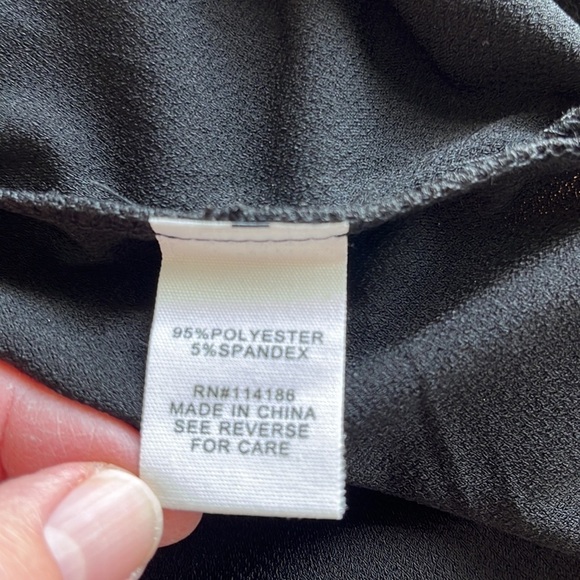 95%POLYESTER
5%SPANDEX
RN#114186
MADE IN CHINA
SEE REVERSE
FOR CARE